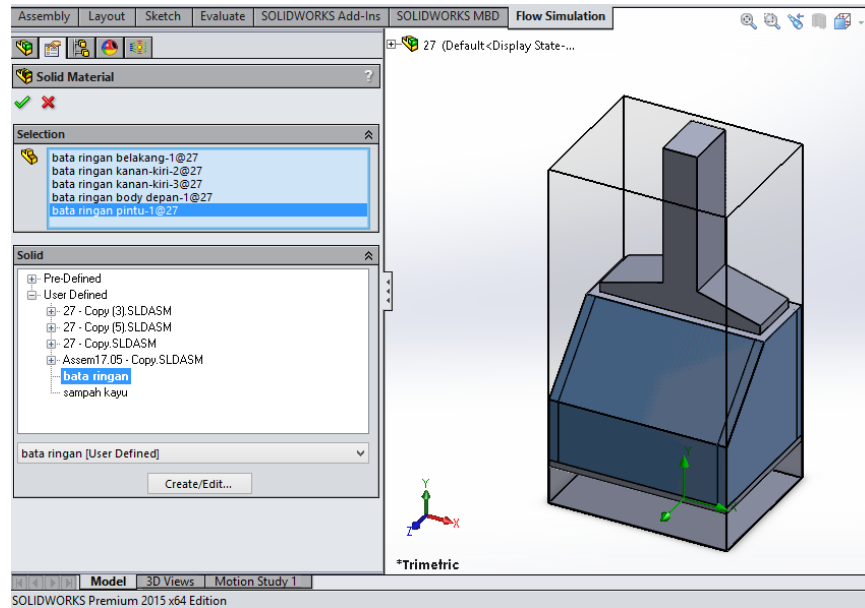 Assembly Layout Sketch Evaluate SOLIDWORKS Add-Ins SOLIDWORKS MBD Flow Simulation
27 (Default<Display State-...
Solid Material ?
Selection
bata ringan belakang-1@27
bata ringan kanan-kiri-2@27
bata ringan kanan-kiri-3@27
bata ringan body depan-1@27
bata ringan pintu-1@27
Solid
Pre-Defined
User Defined
27 - Copy (3).SLDASM
27 - Copy (5).SLDASM
27 - Copy.SLDASM
Assem17.05 - Copy.SLDASM
bata ringan
sampah kayu
bata ringan [User Defined]
Create/Edit...
Y
Y
X
Z
*Trimetric
Model 3D Views Motion Study 1
SOLIDWORKS Premium 2015 x64 Edition